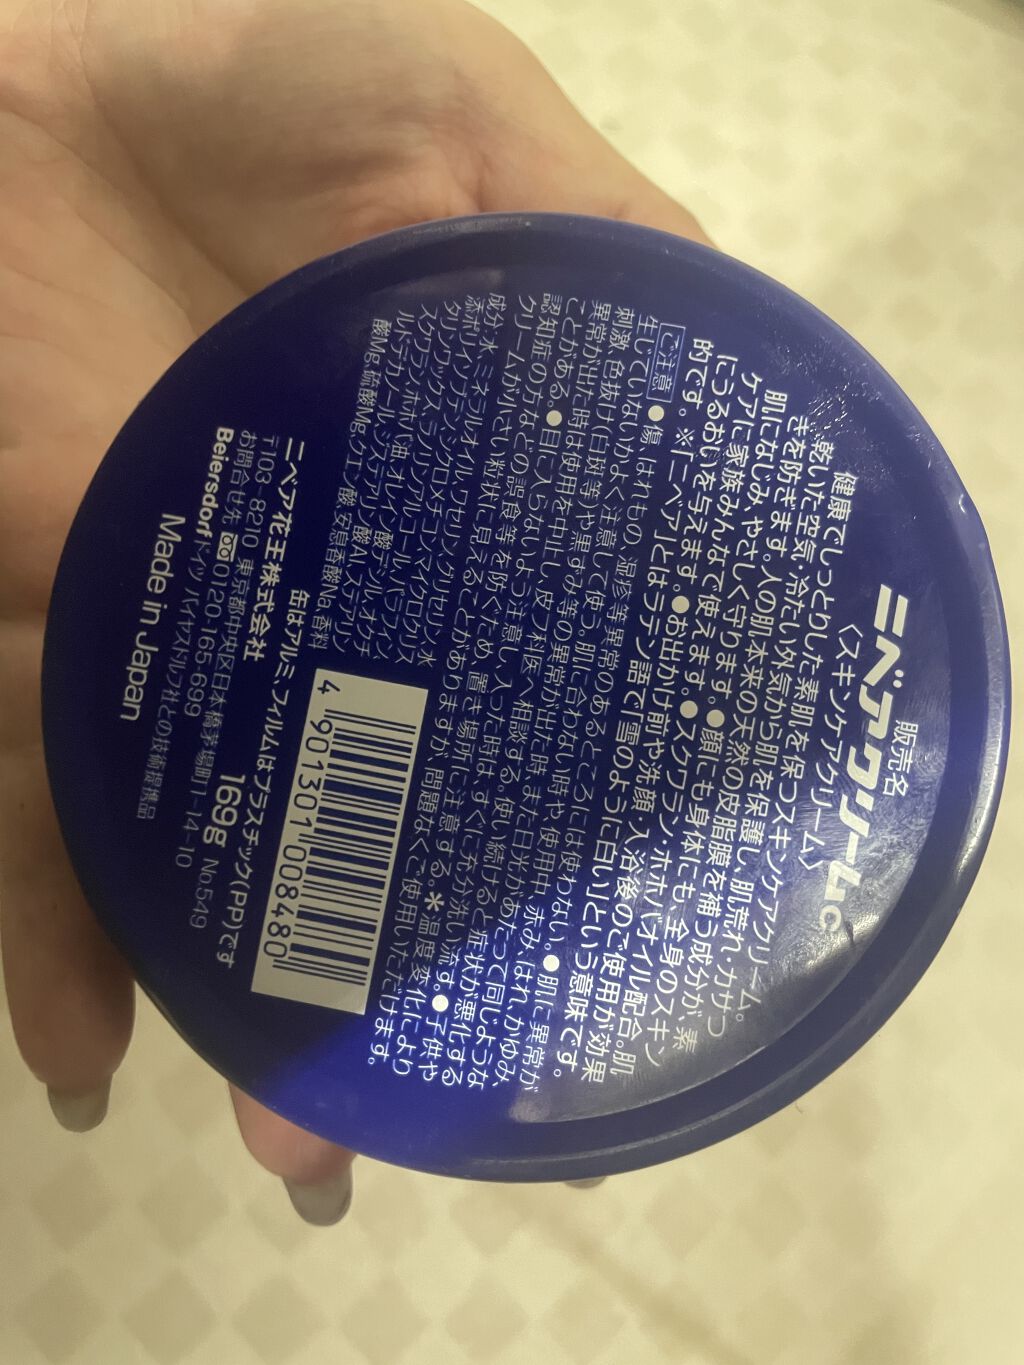 販売名
ニベアクリームc
〈スキンケアクリーム〉
健康でしっとりした素肌を保つスキンケアクリーム。
乾いた空気・冷たい外気から肌を保護し、肌荒れ・カサつ
きを防ぎます。人の肌本来の天然の皮脂膜を補う成分が、素
肌になじみ、やさしく守ります。●顔にも身体にも、全身のスキン
ケアに家族みんなで使えます。●スクワラン・ホホバオイル配合。肌
にうるおいを与えます。●お出かけ前や洗顔・入浴後のご使用が効果
的です。 ※「ニベア」とはラテン語で「雪のように白い」という意味です。
ご注意 ●傷、はれもの、湿疹等異常のあるところには使わない。●肌に異常が
生じていないかよく注意して使う。肌に合わない時や、使用中、赤み、はれ、かゆみ、
刺激、色抜け(白斑等)や黒ずみ等の異常が出た時、また日光があたって同じような
異常が出た時は使用を中止し、皮フ科医へ相談する。使い続けると症状が悪化する
ことがある。●目に入らないよう注意し、入った時は、すぐに充分洗い流す。●子供や
認知症の方などの誤食等を防ぐため、置き場所に注意する。＊温度変化により
クリームが小さい粒状に見えることがありますが、問題なくご使用いただけます。
成分:水、ミネラルオイル、ワセリン、グリセリン、水
添ポリイソブテン、シクロメチコン、マイクロクリス
タリンワックス、ラノリンアルコール、パラフィン、
スクワラン、ホホバ油、オレイン酸デシル、オクチ
ルドデカノール、ジステアリン酸Al、ステアリン
酸Mg、硫酸Mg、クエン酸、安息香酸Na、香料
4 901301 008480
缶はアルミ、フィルムはプラスチック(PP)です
ニベア花王株式会社 169g No.549
〒103-8210 東京都中央区日本橋茅場町1-14-10
お問合せ先 0120-165-699
Beiersdorf ドイツ バイヤスドルフ社との技術提携品
Made in Japan